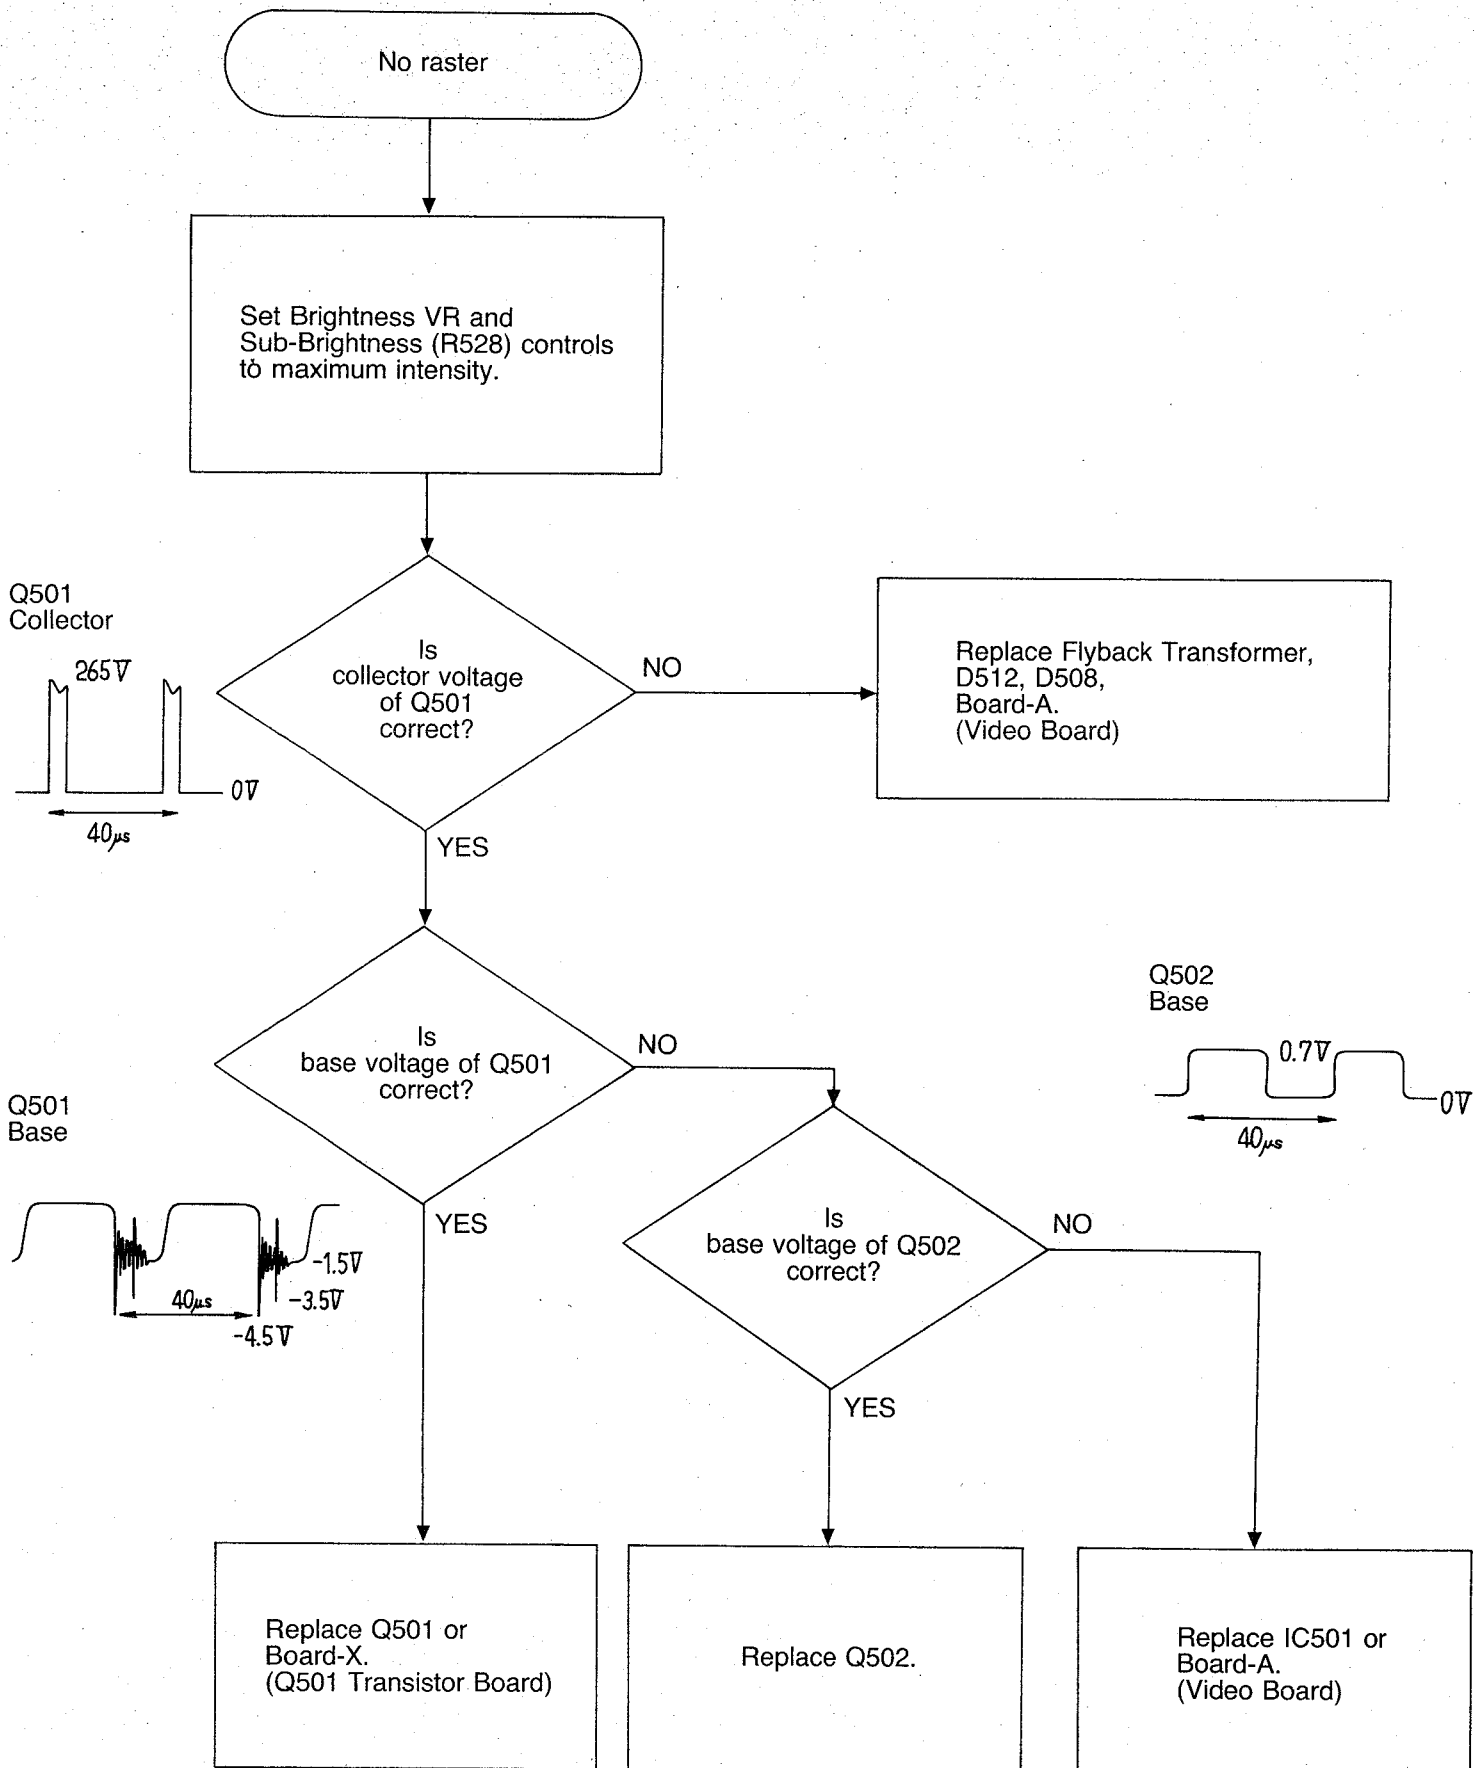 No raster
Set Brightness VR and
Sub-Brightness (R528) controls
to maximum intensity.
Q501
Collector
265V
0V
40μs
Is
collector voltage
of Q501
correct?
NO
Replace Flyback Transformer,
D512, D508,
Board-A.
(Video Board)
YES
Is
base voltage of Q501
correct?
NO
Q502
Base
0.7V
0V
40μs
Q501
Base
-1.5V
-3.5V
40μs
-4.5V
YES
Is
base voltage of Q502
correct?
NO
YES
Replace Q501 or
Board-X.
(Q501 Transistor Board)
Replace Q502.
Replace IC501 or
Board-A.
(Video Board)